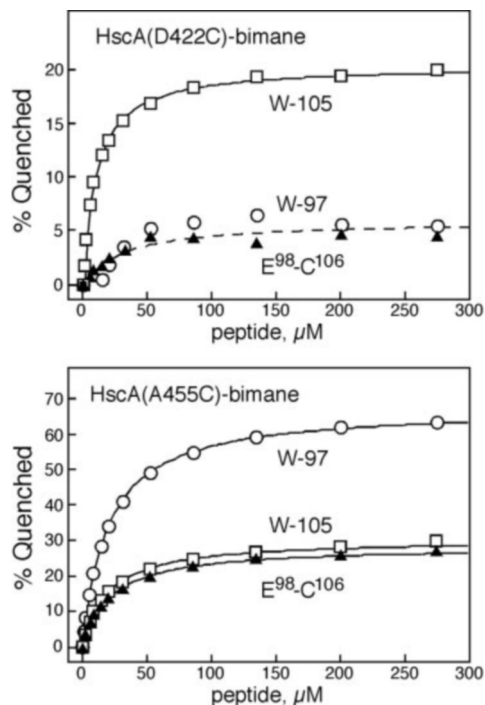 HscA(D422C)-bimane
20
15
10
5
0
% Quenched
W-105
W-97
E98-C106
0 50 100 150 200 250 300
peptide, µM
HscA(A455C)-bimane
70
60
50
40
30
20
10
0
% Quenched
W-97
W-105
E98-C106
0 50 100 150 200 250 300
peptide, µM